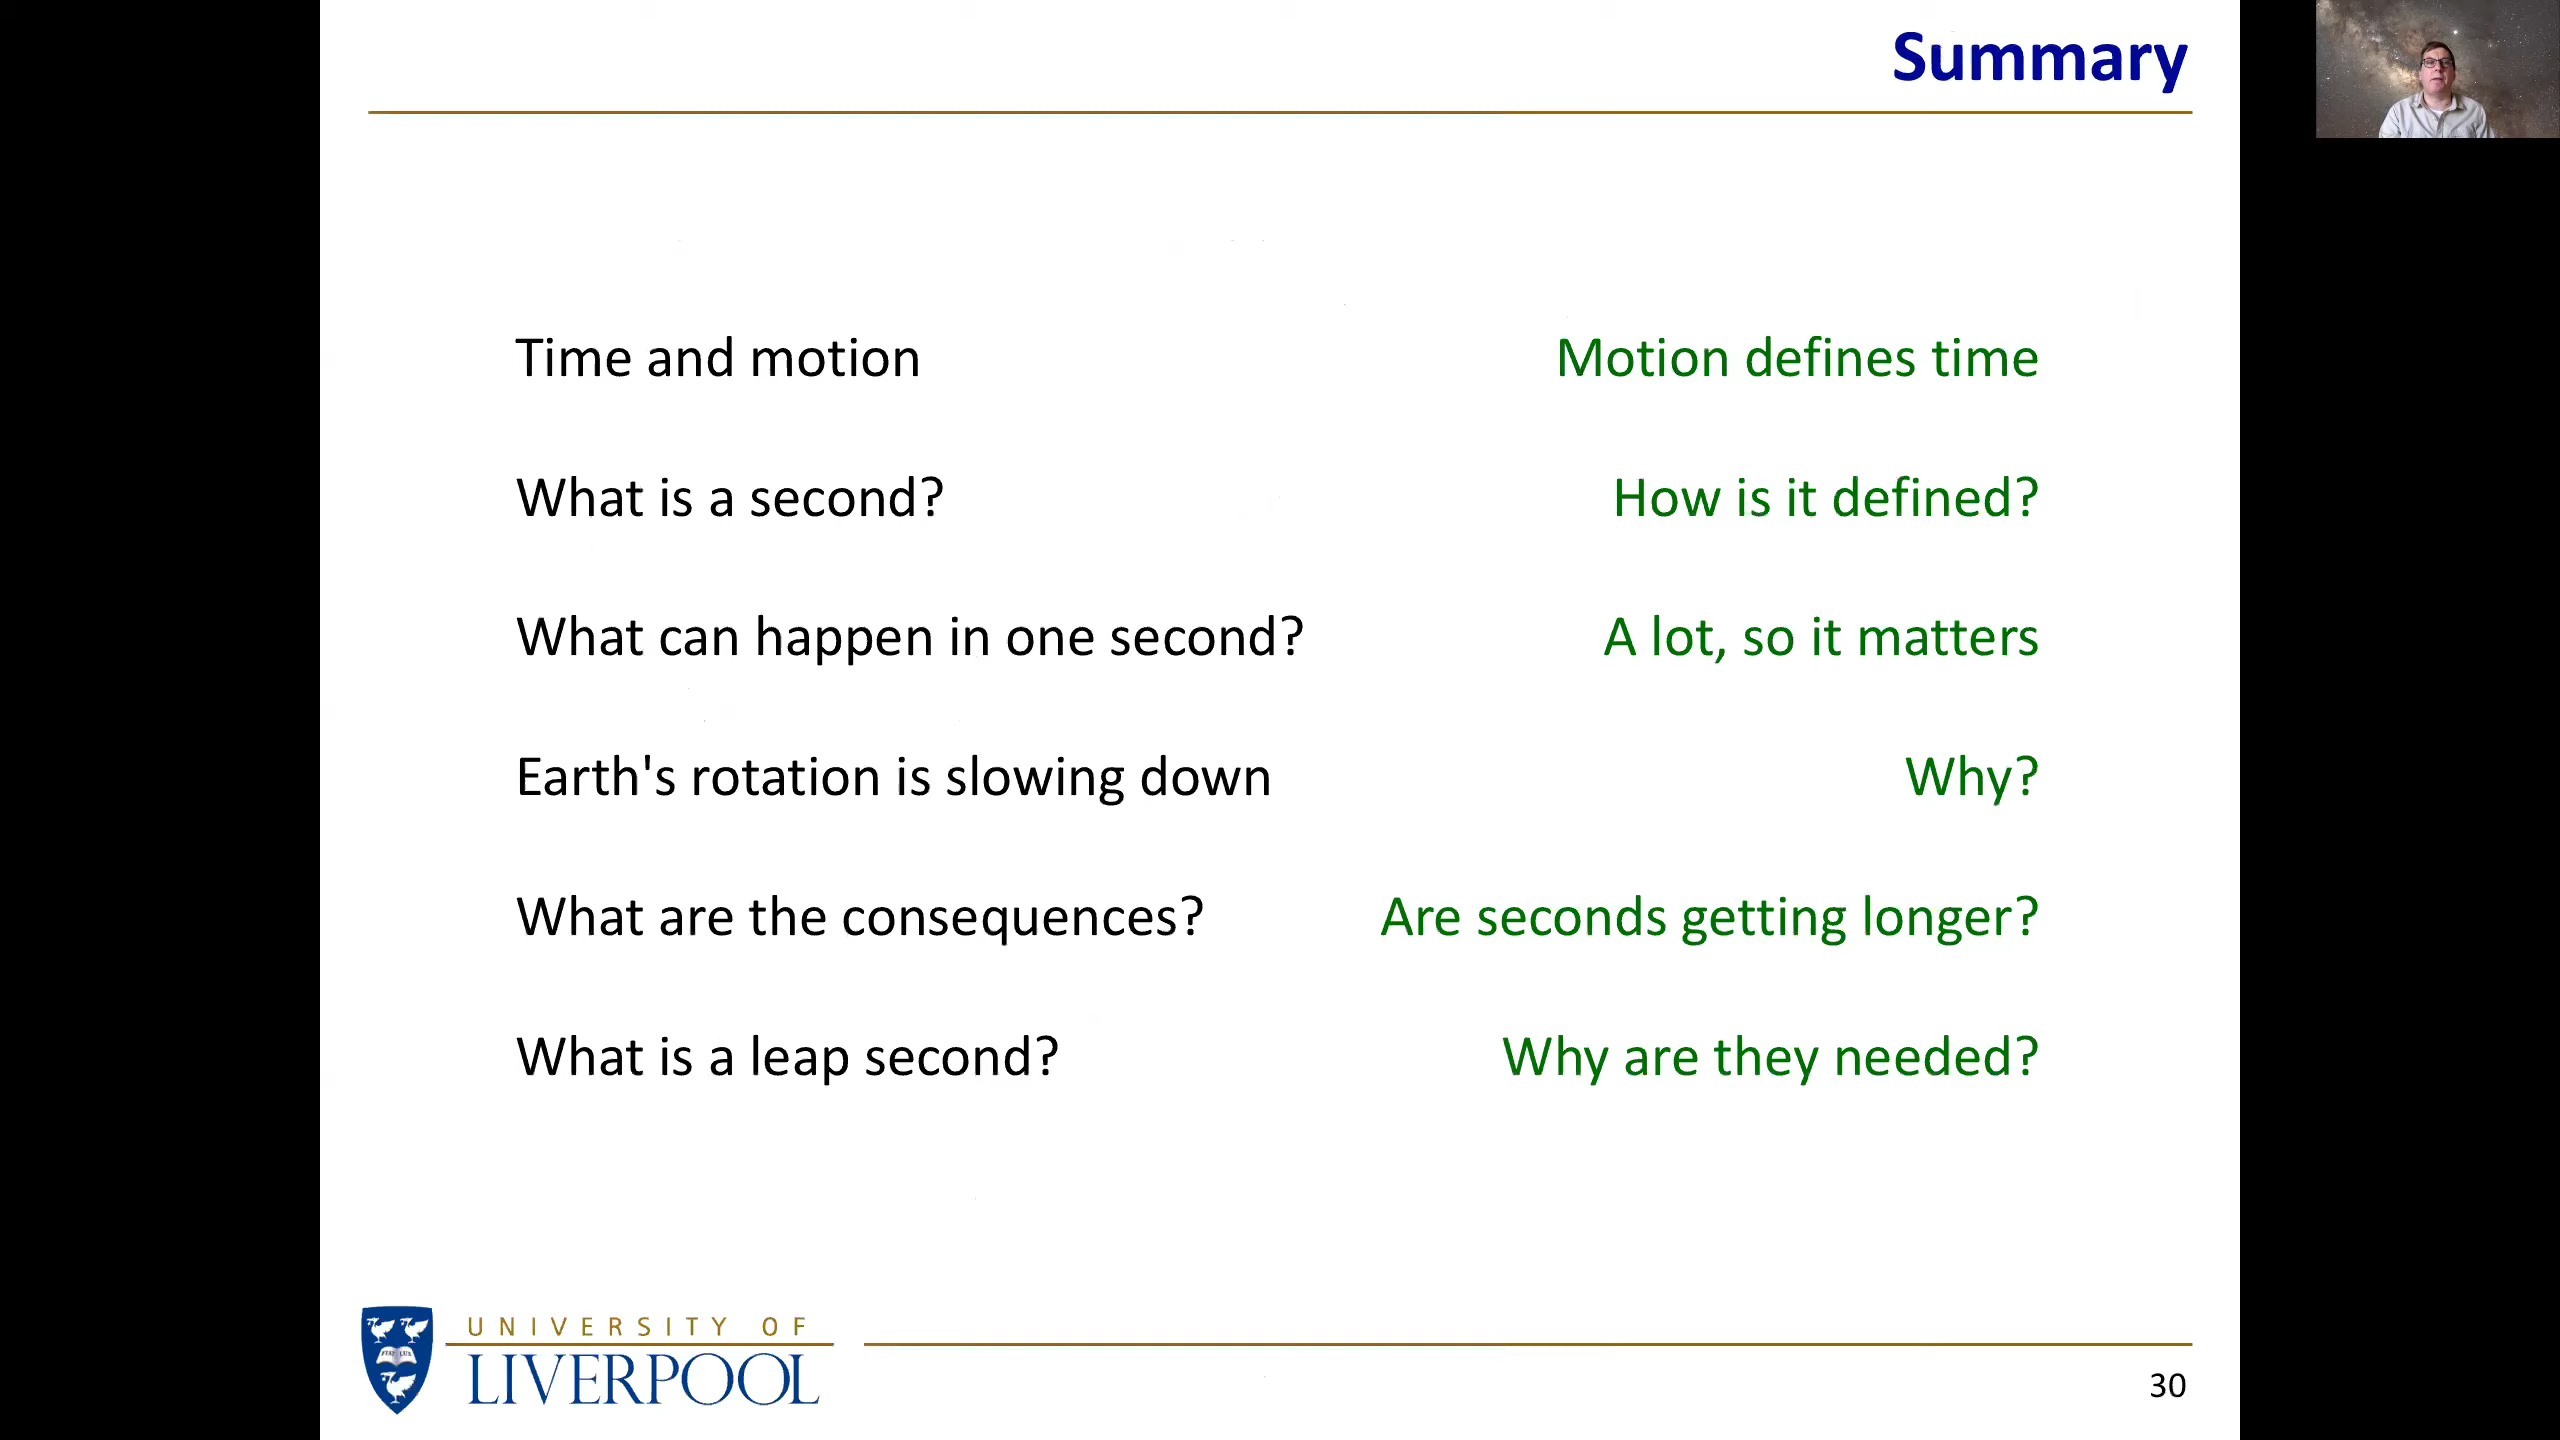 Summary
Time and motion Motion defines time
What is a second? How is it defined?
What can happen in one second? A lot, so it matters
Earth's rotation is slowing down Why?
What are the consequences? Are seconds getting longer?
What is a leap second? Why are they needed?
FIAT LUX
UNIVERSITY OF
LIVERPOOL
30